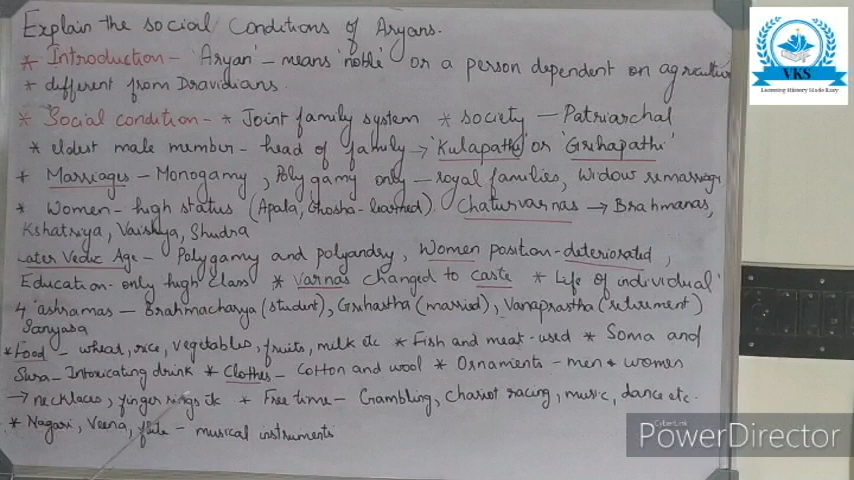 Explain the social Conditions of Aryans.
* Introduction - 'Aryan' - means 'noble' or a person dependent on agriculture
* different from Dravidians.
* Social condition - * Joint family system * society - Patriarchal
* eldest male member - head of family → 'Kulapathi' or 'Grihapathi'
* Marriages - Monogamy, Polygamy only - royal families, Widow remarriage
* Women - high status (Apala, Ghosha - learned). Chaturvarnas → Brahmanas,
Kshatriya, Vaishya, Shudra
Later Vedic Age - Polygamy and polyandry, Women position - deteriorated,
Education - only high class * Varnas changed to caste * Life of individual
4 ashramas - Brahmacharya (student), Grihastha (married), Vanaprastha (retirement)
Sanyasa
* Food - wheat, rice, vegetables, fruits, milk etc * Fish and meat - used * Soma and
Sura - Intoxicating drink * Clothes - Cotton and wool * Ornaments - men & women
→ necklaces, finger rings etc * Free time - Gambling, Chariot racing, music, dance etc.
* Nagari, Veena, flute - musical instruments
VKS
Learning History Made Easy
CyberLink
PowerDirector